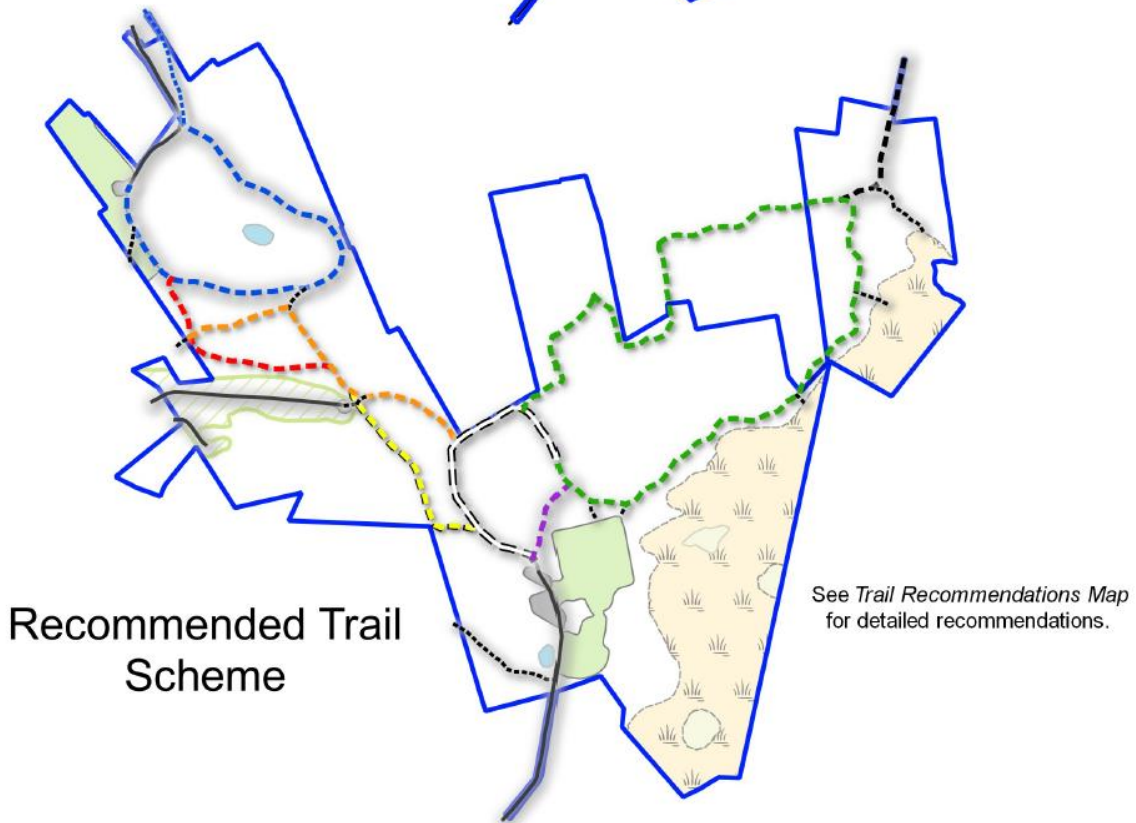 Recommended Trail
Scheme
See Trail Recommendations Map
for detailed recommendations.